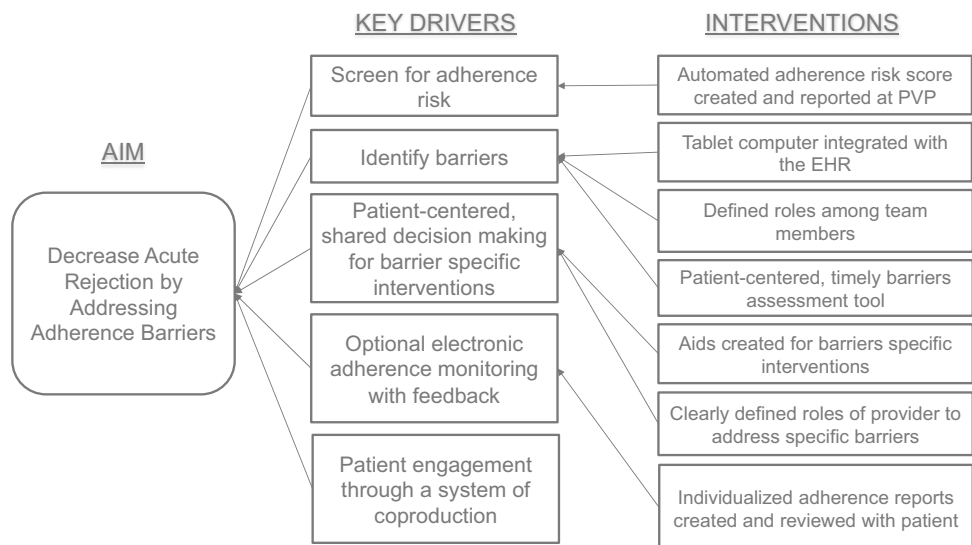 KEY DRIVERS
INTERVENTIONS
AIM
Decrease Acute
Rejection by
Addressing
Adherence Barriers
Screen for adherence
risk
Identify barriers
Patient-centered,
shared decision making
for barrier specific
interventions
Optional electronic
adherence monitoring
with feedback
Patient engagement
through a system of
coproduction
Automated adherence risk score
created and reported at PVP
Tablet computer integrated with
the EHR
Defined roles among team
members
Patient-centered, timely barriers
assessment tool
Aids created for barriers specific
interventions
Clearly defined roles of provider to
address specific barriers
Individualized adherence reports
created and reviewed with patient